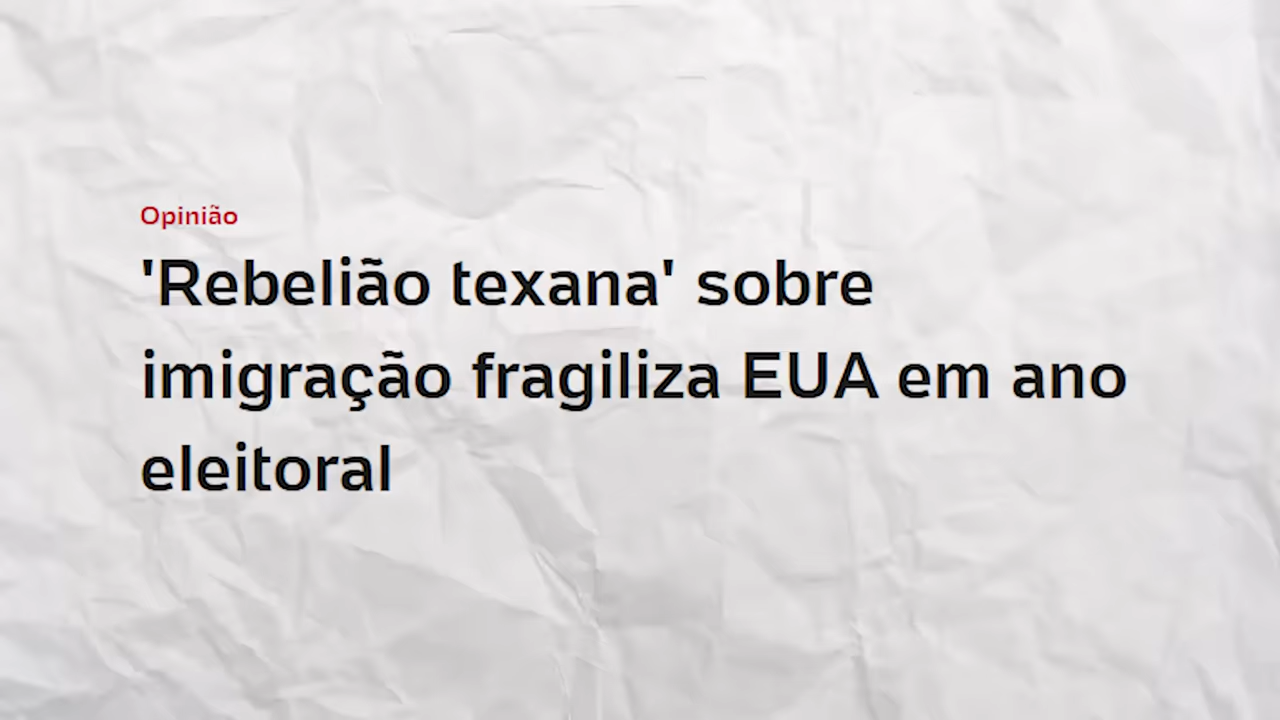 Opinião
'Rebelião texana' sobre
imigração fragiliza EUA em ano
eleitoral